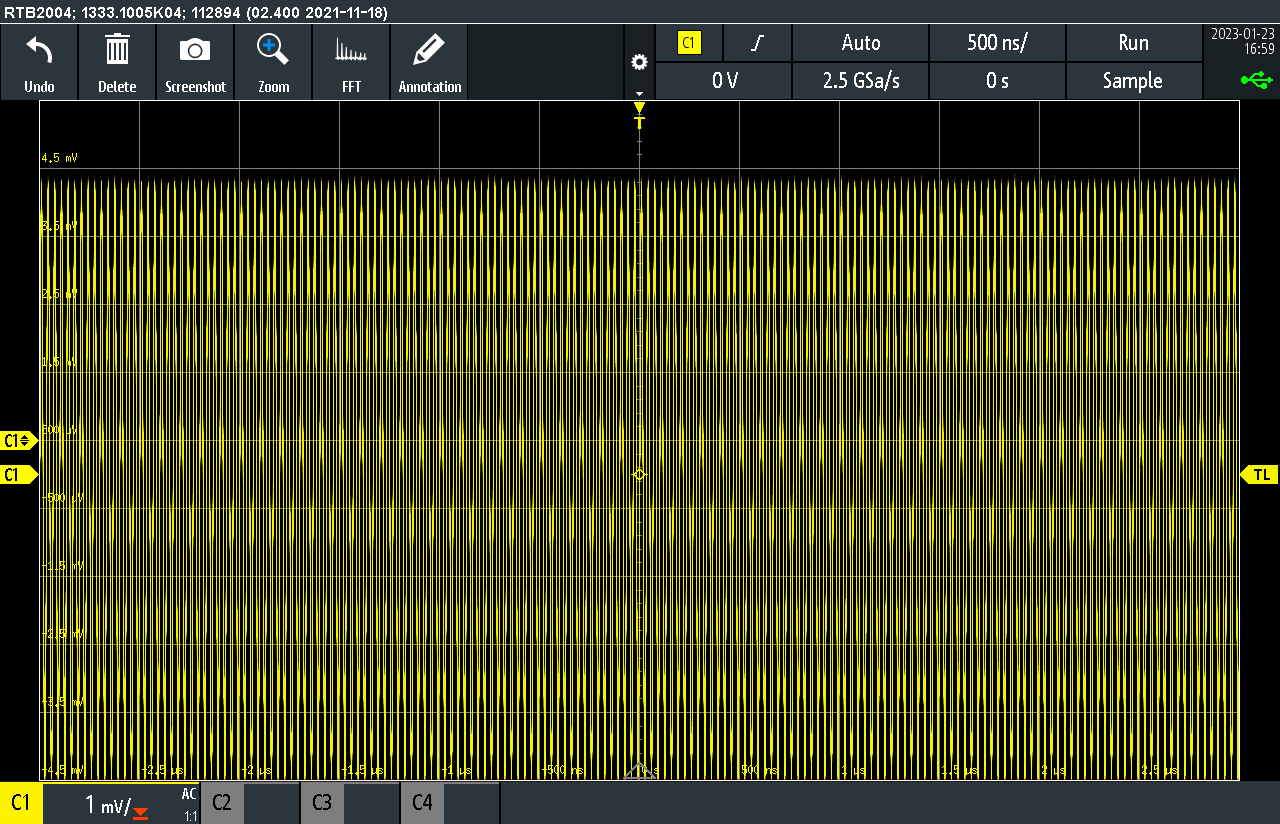 RTB2004; 1333.1005K04; 112894 (02.400 2021-11-18)
Undo
Delete
Screenshot
Zoom
FFT
Annotation
C1
Auto
500 ns/
Run
2023-01-23
16:59
0 V
2.5 GSa/s
0 s
Sample
T
4.5 mV
3.5 mV
2.5 mV
1.5 mV
C1
500 µV
C1
TL
-500 µV
-1.5 mV
-2.5 mV
-3.5 mV
-4.5 mV
-2.5 µs
-2 µs
-1.5 µs
-1 µs
-500 ns
0 s
500 ns
1 µs
1.5 µs
2 µs
2.5 µs
C1
1 mV/
AC
1:1
C2
C3
C4